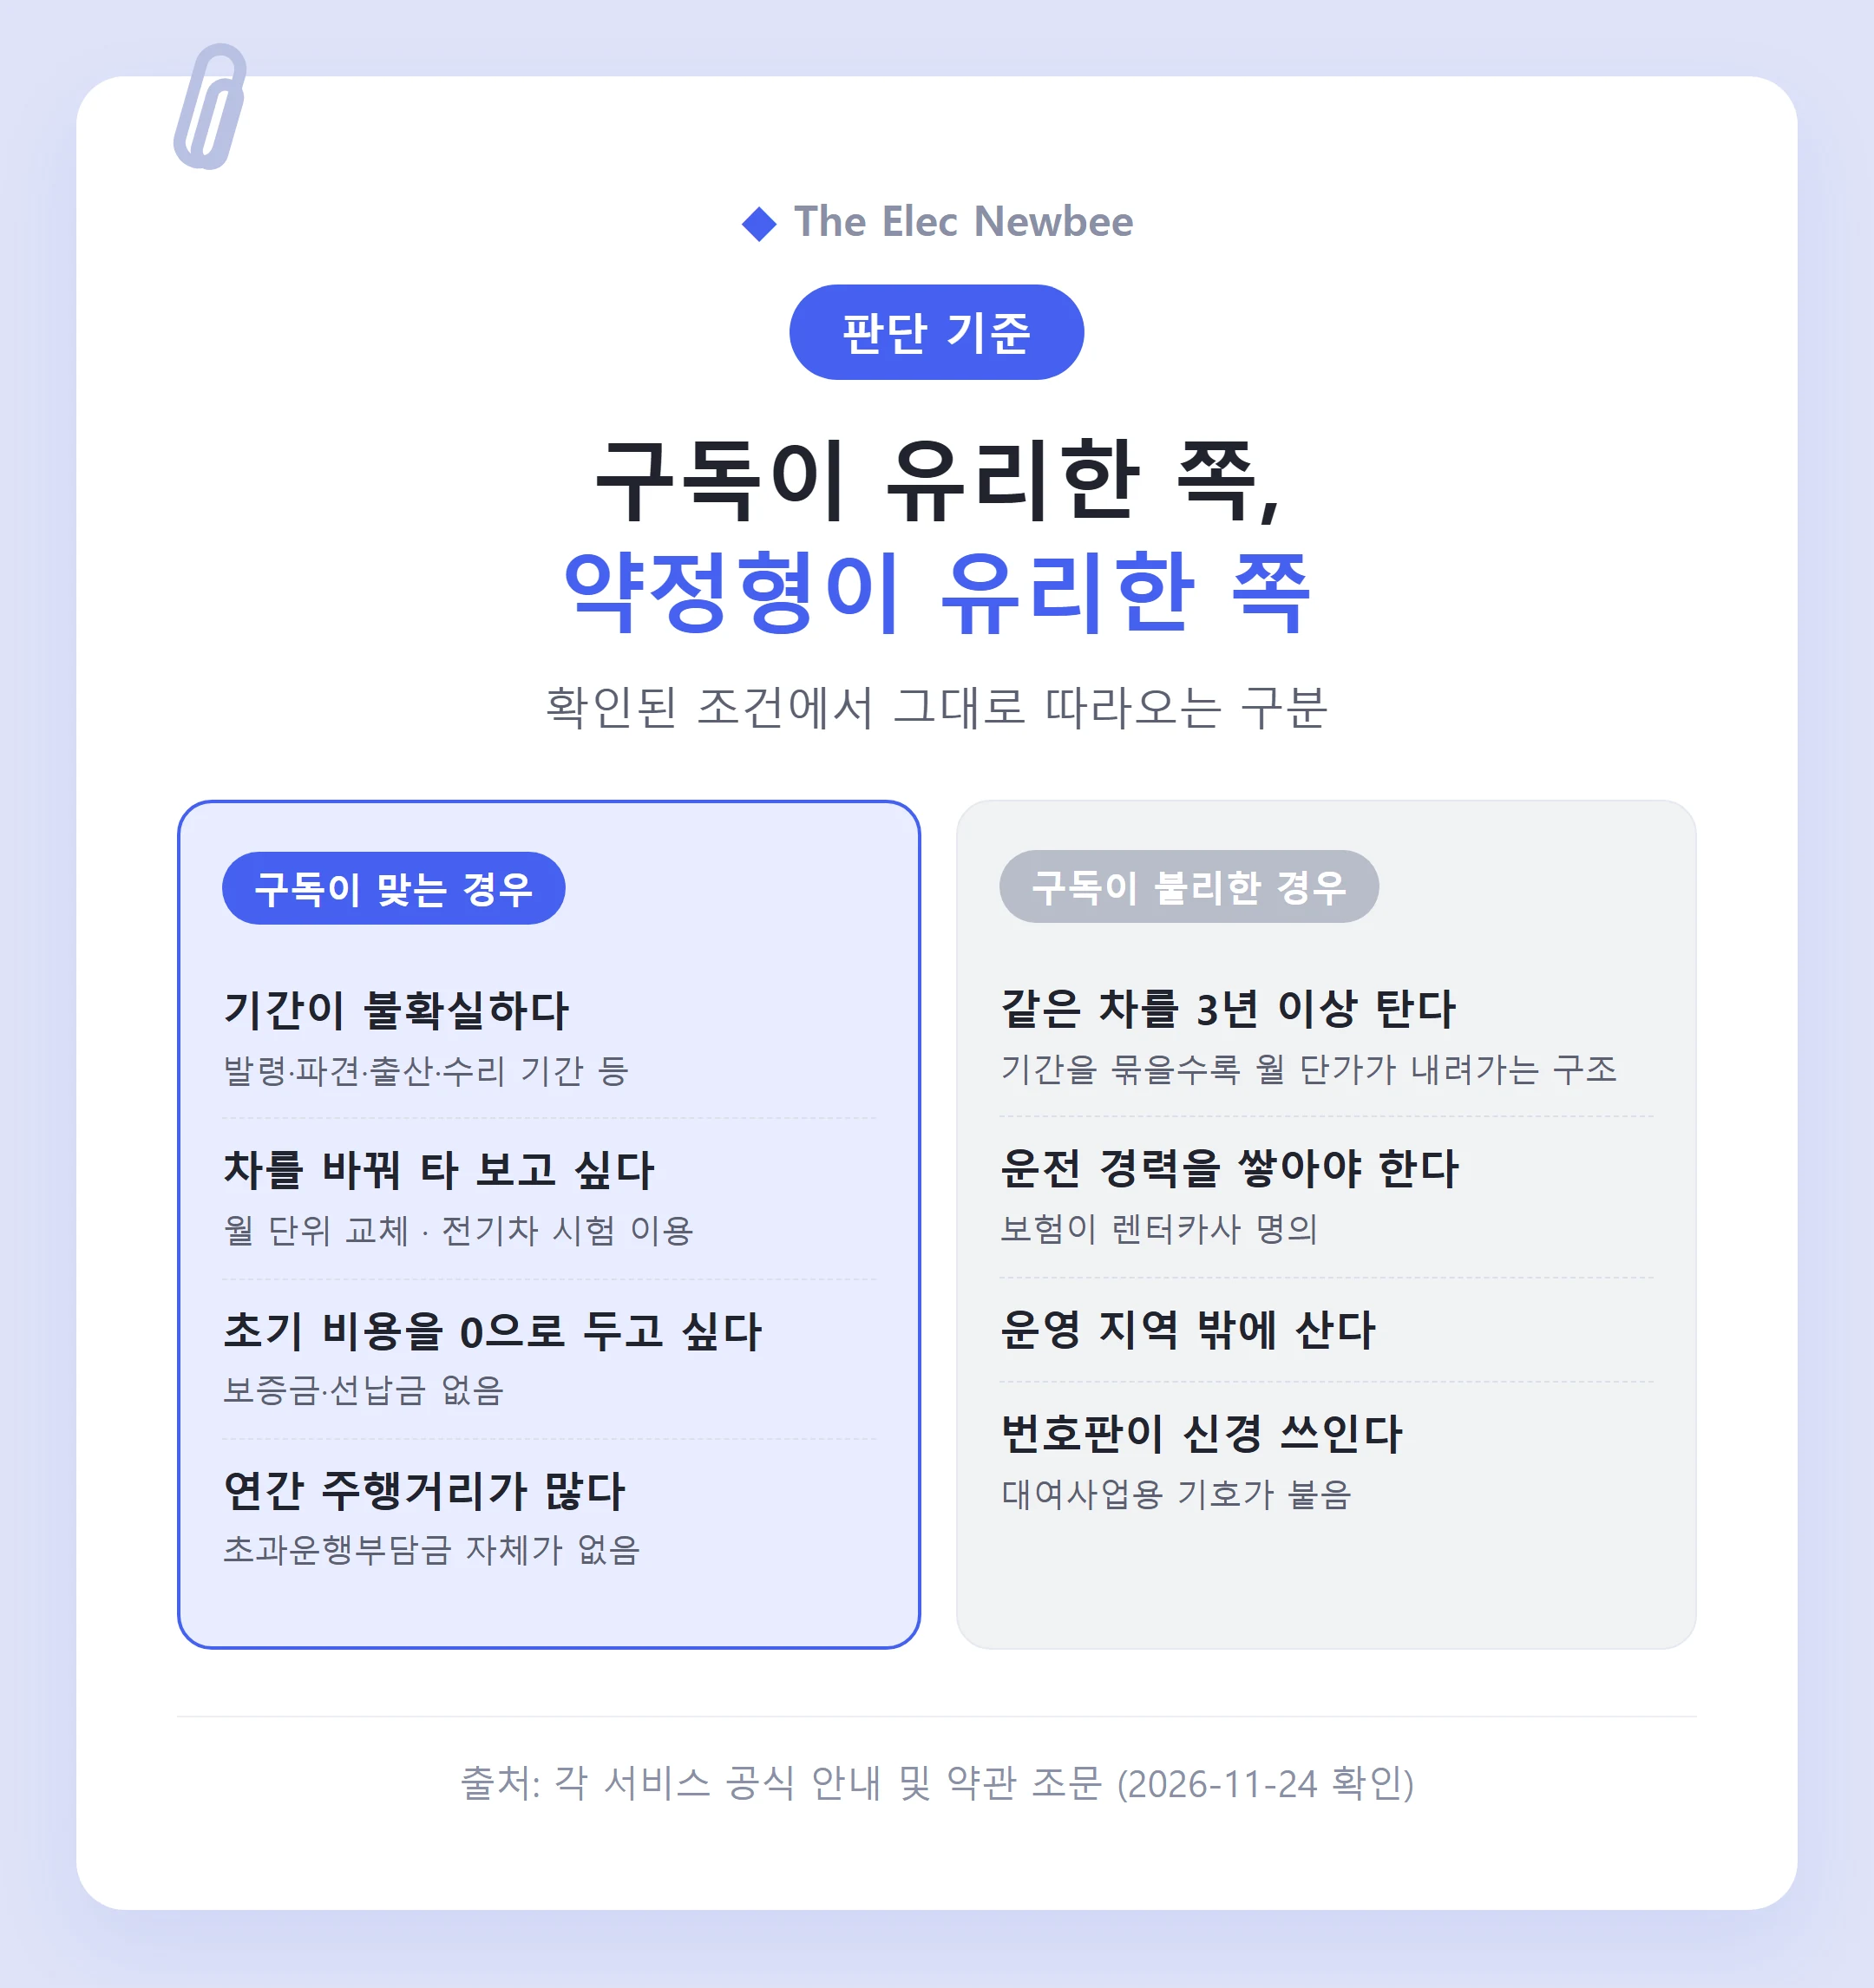 The Elec Newbee
판단 기준
구독이 유리한 쪽,
약정형이 유리한 쪽
확인된 조건에서 그대로 따라오는 구분
구독이 맞는 경우
기간이 불확실하다
발령·파견·출산·수리 기간 등
차를 바꿔 타 보고 싶다
월 단위 교체 · 전기차 시험 이용
초기 비용을 0으로 두고 싶다
보증금·선납금 없음
연간 주행거리가 많다
초과운행부담금 자체가 없음
구독이 불리한 경우
같은 차를 3년 이상 탄다
기간을 묶을수록 월 단가가 내려가는 구조
운전 경력을 쌓아야 한다
보험이 렌터카사 명의
운영 지역 밖에 산다
번호판이 신경 쓰인다
대여사업용 기호가 붙음
출처: 각 서비스 공식 안내 및 약관 조문 (2026-11-24 확인)